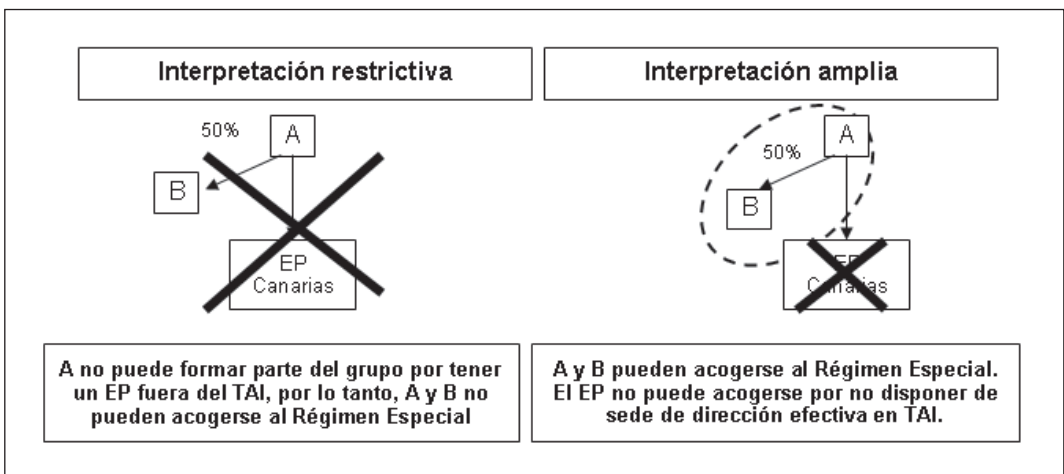 Interpretación restrictiva
50%
A
B
EP
Canarias
A no puede formar parte del grupo por tener
un EP fuera del TAI, por lo tanto, A y B no
pueden acogerse al Régimen Especial
Interpretación amplia
A
50%
B
EP
Canarias
A y B pueden acogerse al Régimen Especial.
El EP no puede acogerse por no disponer de
sede de dirección efectiva en TAI.